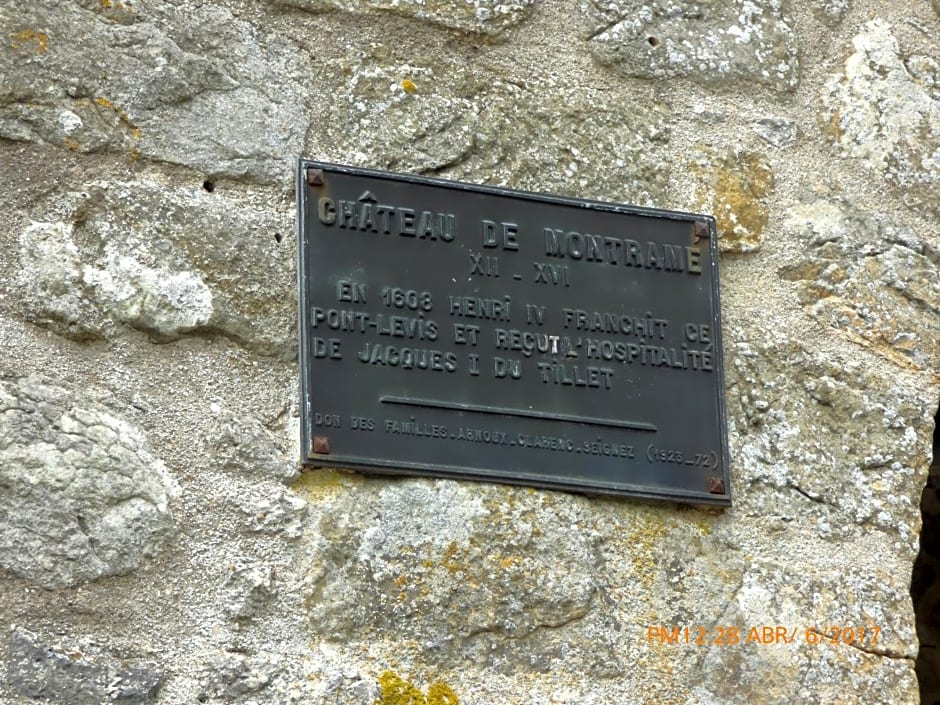 CHÂTEAU DE MONTRAMÉ
XII - XVI
EN 1608 HENRI IV FRANCHIT CE
PONT-LEVIS ET REÇUT L'HOSPITALITÉ
DE JACQUES I DU TILLET
DON DES FAMILLES-ARNOUX-CLARENC-SEIGNEZ (1923-72)
PM12:28 ABR/ 6/2017